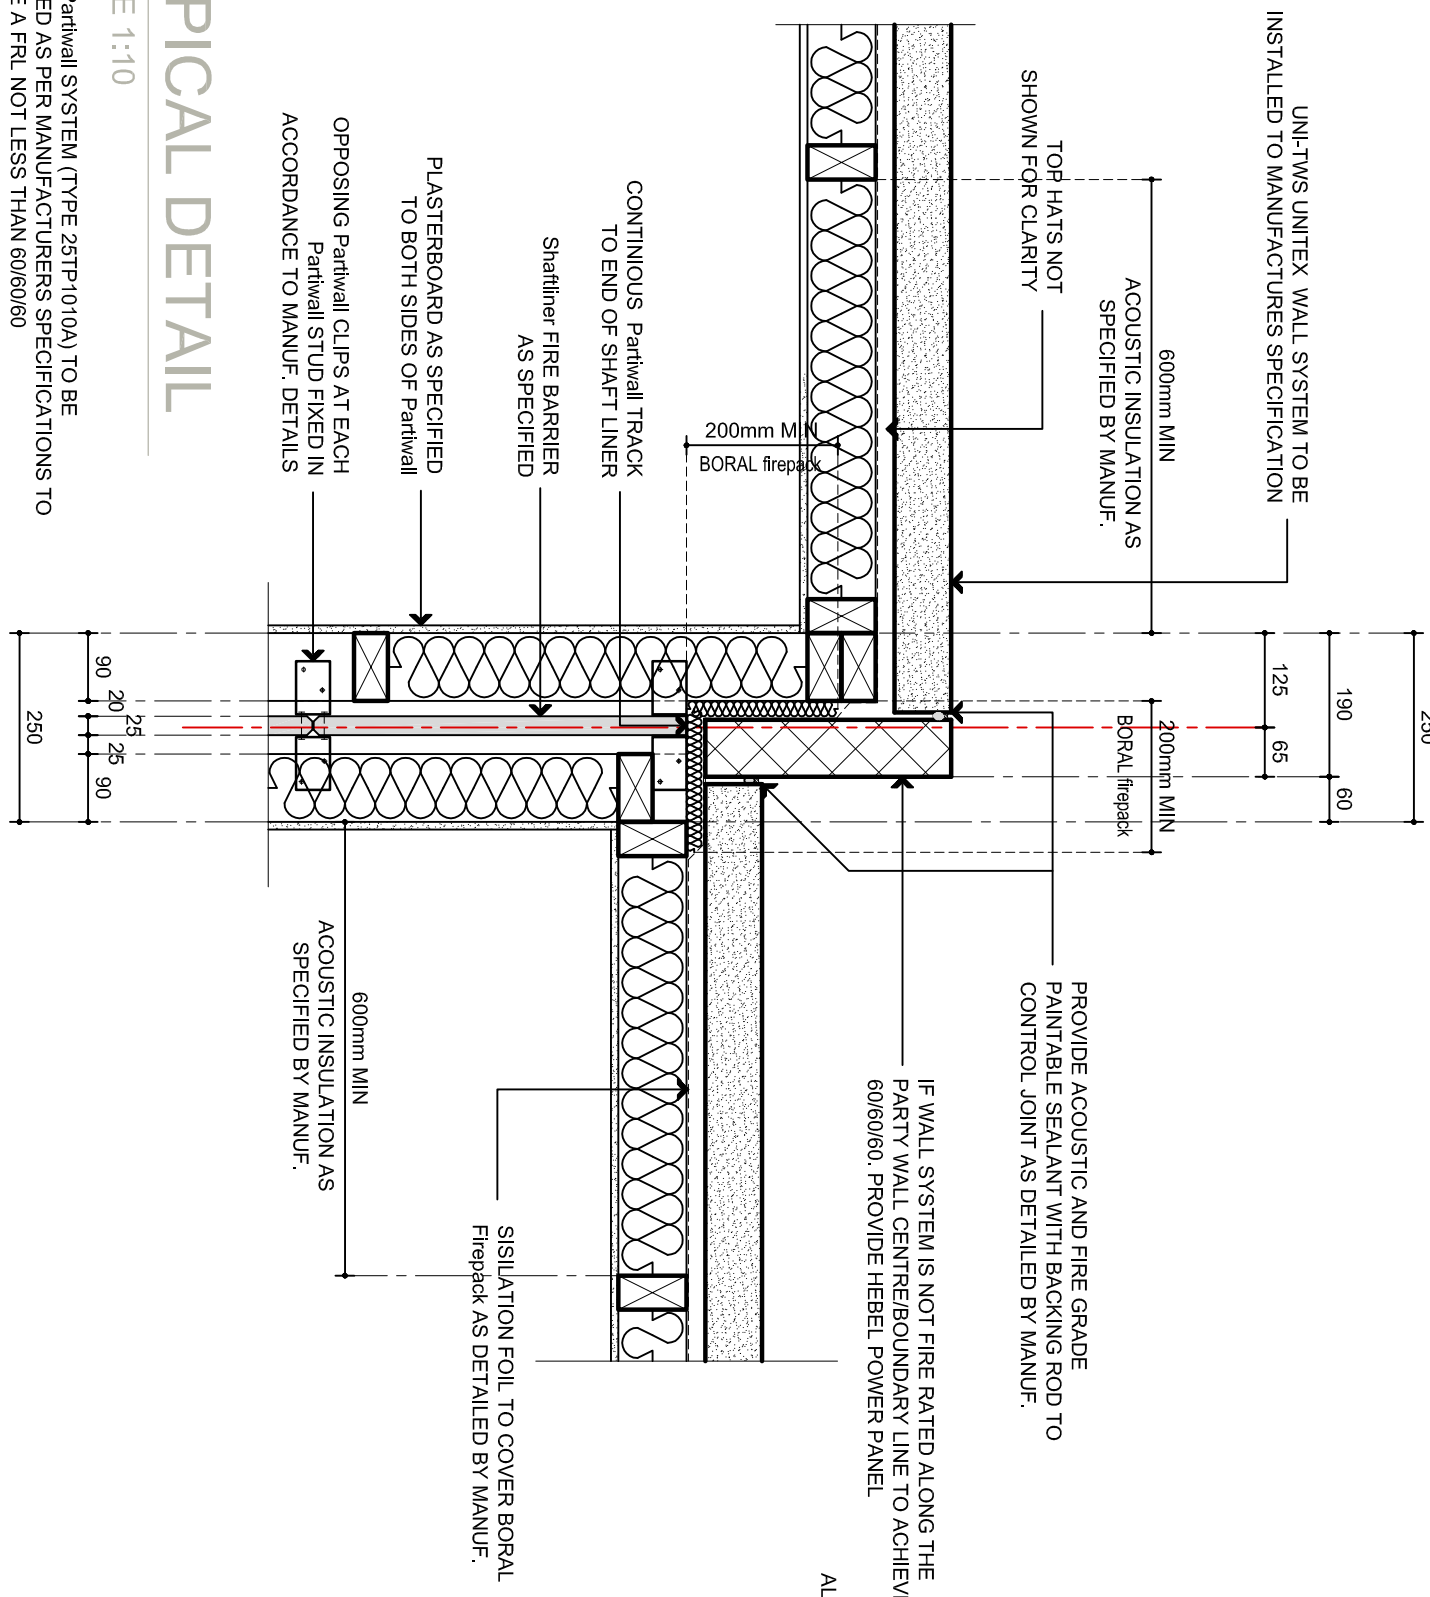 UNI-TWS UNITEX WALL SYSTEM TO BE
INSTALLED TO MANUFACTURES SPECIFICATION
TOP HATS NOT
SHOWN FOR CLARITY
600mm MIN
ACOUSTIC INSULATION AS
SPECIFIED BY MANUF.
CONTINIOUS Partiwall TRACK
TO END OF SHAFT LINER
Shaftliner FIRE BARRIER
AS SPECIFIED
PLASTERBOARD AS SPECIFIED
TO BOTH SIDES OF Partiwall
OPPOSING Partiwall CLIPS AT EACH
Partiwall STUD FIXED IN
ACCORDANCE TO MANUF. DETAILS
200mm MIN
BORAL firepack
250
190
60
125
65
200mm MIN
BORAL firepack
90
20
25
25
90
250
PROVIDE ACOUSTIC AND FIRE GRADE
PAINTABLE SEALANT WITH BACKING ROD TO
CONTROL JOINT AS DETAILED BY MANUF.
IF WALL SYSTEM IS NOT FIRE RATED ALONG THE
PARTY WALL CENTRE/BOUNDARY LINE TO ACHIEV
60/60/60. PROVIDE HEBEL POWER PANEL
AL
SISILATION FOIL TO COVER BORAL
Firepack AS DETAILED BY MANUF.
600mm MIN
ACOUSTIC INSULATION AS
SPECIFIED BY MANUF.
PICAL DETAIL
E 1:10
Partiwall SYSTEM (TYPE 25TP1010A) TO BE
ED AS PER MANUFACTURERS SPECIFICATIONS TO
E A FRL NOT LESS THAN 60/60/60